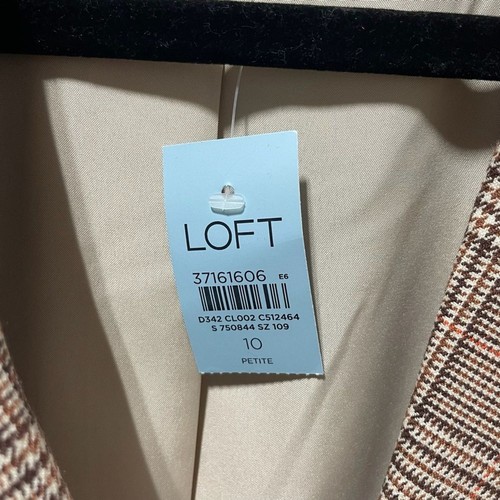 LOFT
37161606 E6
D342 CL002 C512464
S 750844 SZ 109
10
PETITE